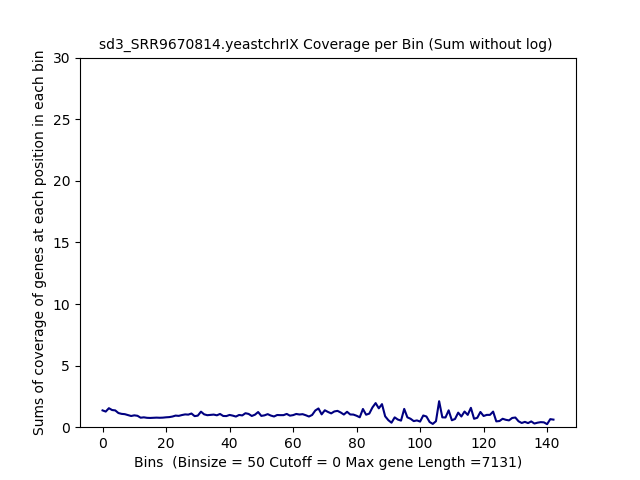 sd3_SRR9670814.yeastchrIX Coverage per Bin (Sum without log)
Sums of coverage of genes at each position in each bin
30
25
20
15
10
5
0
0 20 40 60 80 100 120 140
Bins  (Binsize = 50 Cutoff = 0 Max gene Length =7131)